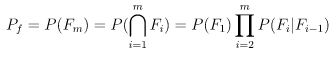 $P_f = P(F_m) = P(\bigcap_{i=1}^{m} F_i) = P(F_1) \prod_{i=2}^{m} P(F_i|F_{i-1})$